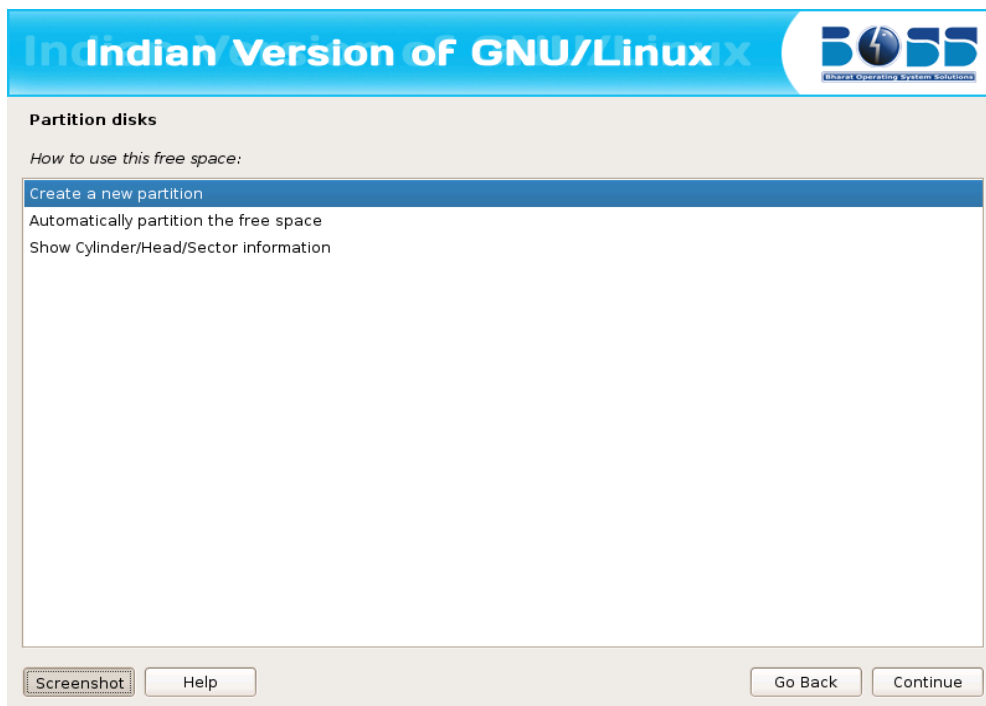 Indian Version of GNU/Linux
BOSS
Bharat Operating System Solutions
Partition disks
How to use this free space:
Create a new partition
Automatically partition the free space
Show Cylinder/Head/Sector information
Screenshot Help Go Back Continue